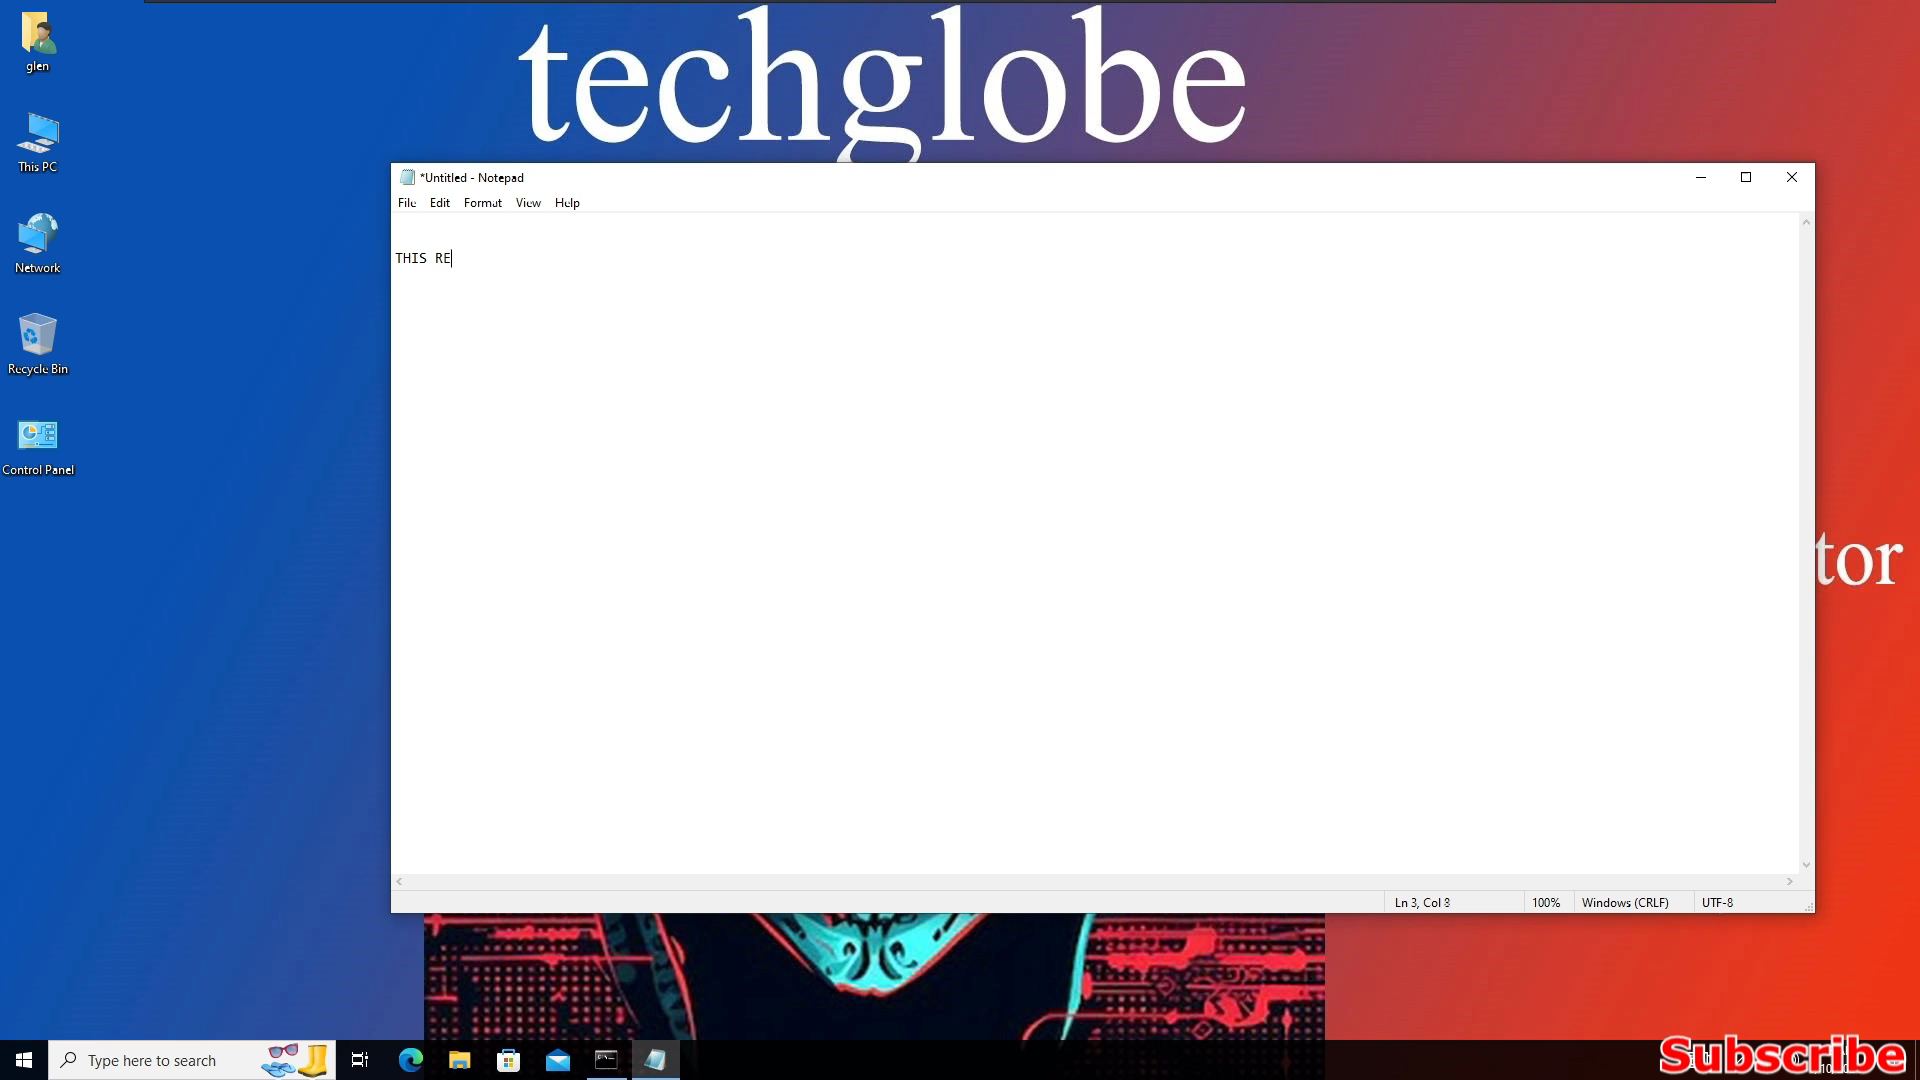 techglobe
glen
This PC
Network
Recycle Bin
Control Panel
*Untitled - Notepad
File Edit Format View Help
THIS RE
tor
Ln 3, Col 8
100%
Windows (CRLF)
UTF-8
Type here to search
Subscribe